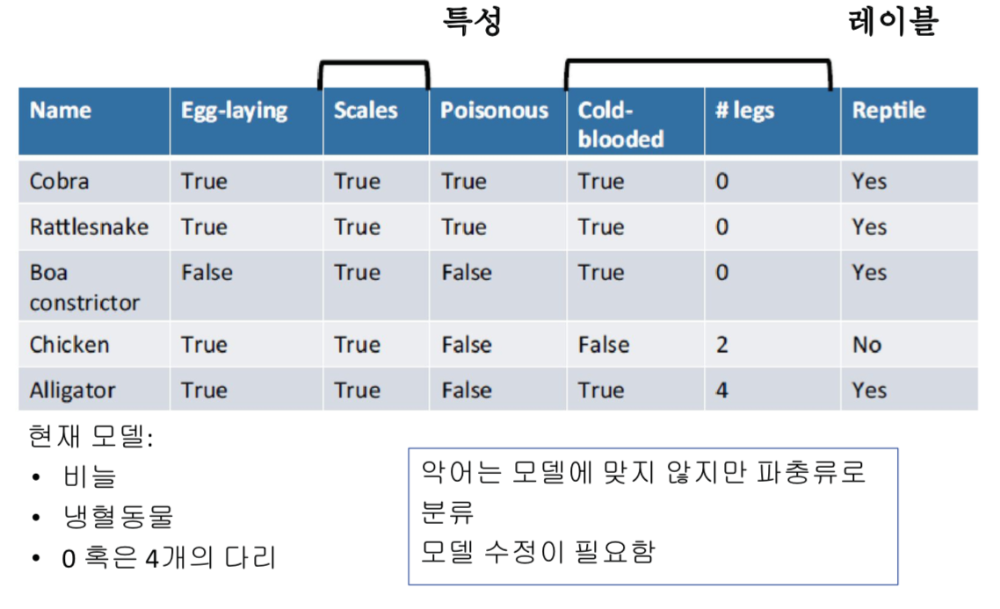 특성 레이블
Name Egg-laying Scales Poisonous Cold-blooded # legs Reptile
Cobra True True True True 0 Yes
Rattlesnake True True True True 0 Yes
Boa constrictor False True False True 0 Yes
Chicken True True False False 2 No
Alligator True True False True 4 Yes
현재 모델:
• 비늘
• 냉혈동물
• 0 혹은 4개의 다리
악어는 모델에 맞지 않지만 파충류로
분류
모델 수정이 필요함